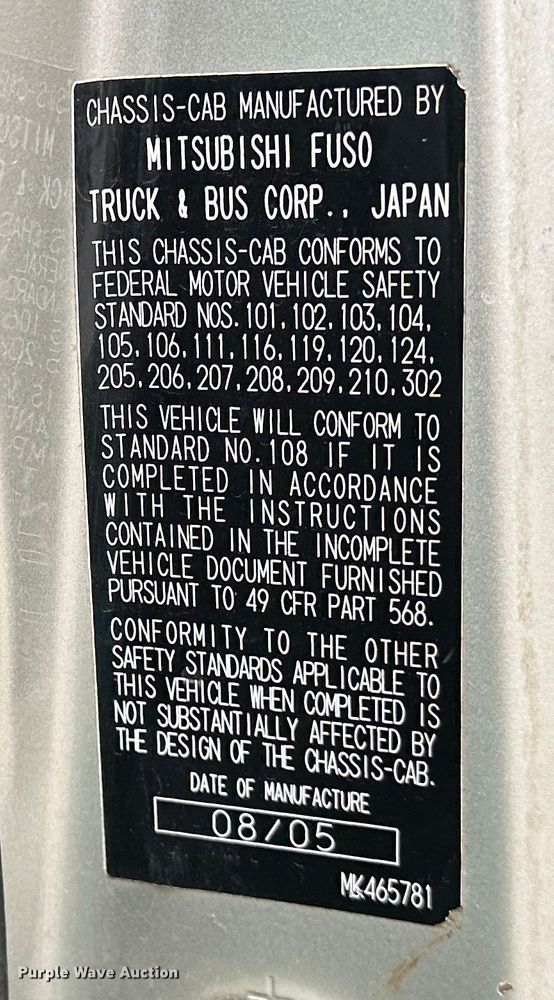 CHASSIS-CAB MANUFACTURED BY
MITSUBISHI FUSO
TRUCK & BUS CORP., JAPAN
THIS CHASSIS-CAB CONFORMS TO
FEDERAL MOTOR VEHICLE SAFETY
STANDARD NOS. 101, 102, 103, 104,
105, 106, 111, 116, 119, 120, 124,
205, 206, 207, 208, 209, 210, 302
THIS VEHICLE WILL CONFORM TO
STANDARD NO. 108 IF IT IS
COMPLETED IN ACCORDANCE
WITH THE INSTRUCTIONS
CONTAINED IN THE INCOMPLETE
VEHICLE DOCUMENT FURNISHED
PURSUANT TO 49 CFR PART 568.
CONFORMITY TO THE OTHER
SAFETY STANDARDS APPLICABLE TO
THIS VEHICLE WHEN COMPLETED IS
NOT SUBSTANTIALLY AFFECTED BY
THE DESIGN OF THE CHASSIS-CAB.
DATE OF MANUFACTURE
08/05
MK465781
Purple Wave Auction